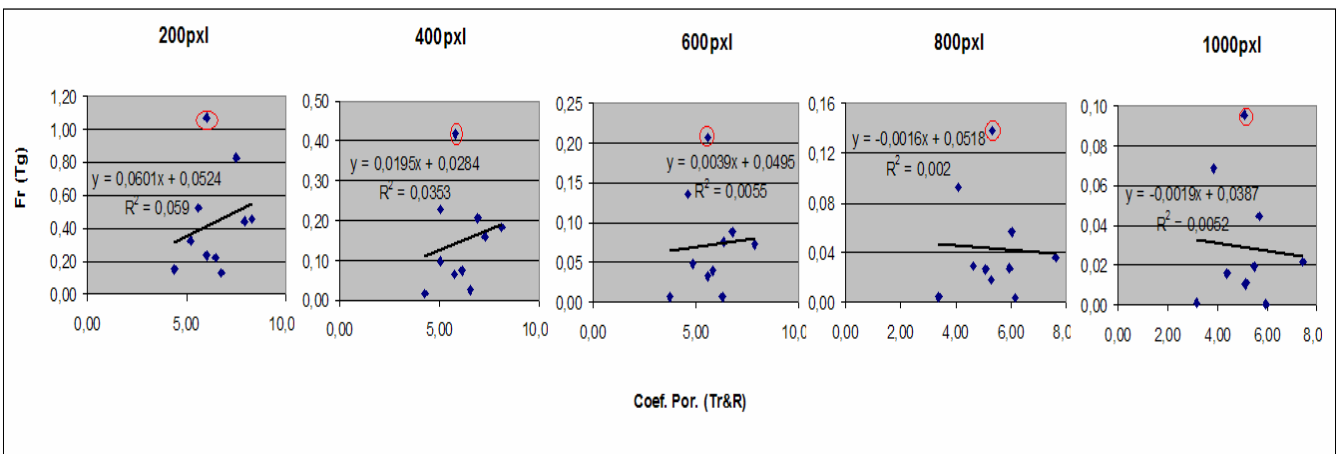 200pxl
400pxl
600pxl
800pxl
1000pxl
Fr (Tg)
1,20
1,00
0,80
0,60
0,40
0,20
0,00
y = 0,0601x + 0,0524
R² = 0,059
0,00 5,00 10,0
0,50
0,40
0,30
0,20
0,10
0,00
y = 0,0195x + 0,0284
R² = 0,0353
0,00 5,00 10,0
0,25
0,20
0,15
0,10
0,05
0,00
y = 0,0039x + 0,0495
R² = 0,0055
0,00 5,00 10,0
0,16
0,12
0,08
0,04
0,00
y = -0,0016x + 0,0518
R² = 0,002
0,00 2,00 4,00 6,00 8,0
0,10
0,08
0,06
0,04
0,02
0,00
y = -0,0019x + 0,0387
R² = 0,0052
0,00 2,00 4,00 6,00 8,0
Coef. Por. (Tr&R)